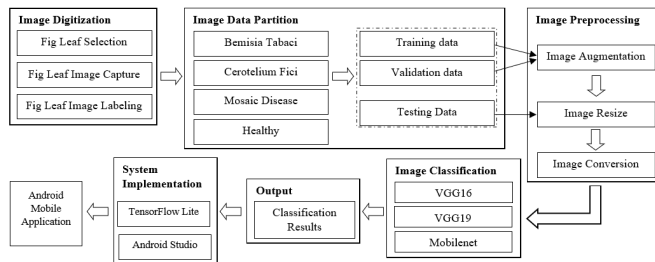 Image Digitization
Fig Leaf Selection
Fig Leaf Image Capture
Fig Leaf Image Labeling
Image Data Partition
Bemisia Tabaci
Cerotelium Fici
Mosaic Disease
Healthy
Training data
Validation data
Testing Data
Image Preprocessing
Image Augmentation
Image Resize
Image Conversion
Image Classification
VGG16
VGG19
Mobilenet
Output
Classification
Results
System
Implementation
TensorFlow Lite
Android Studio
Android
Mobile
Application